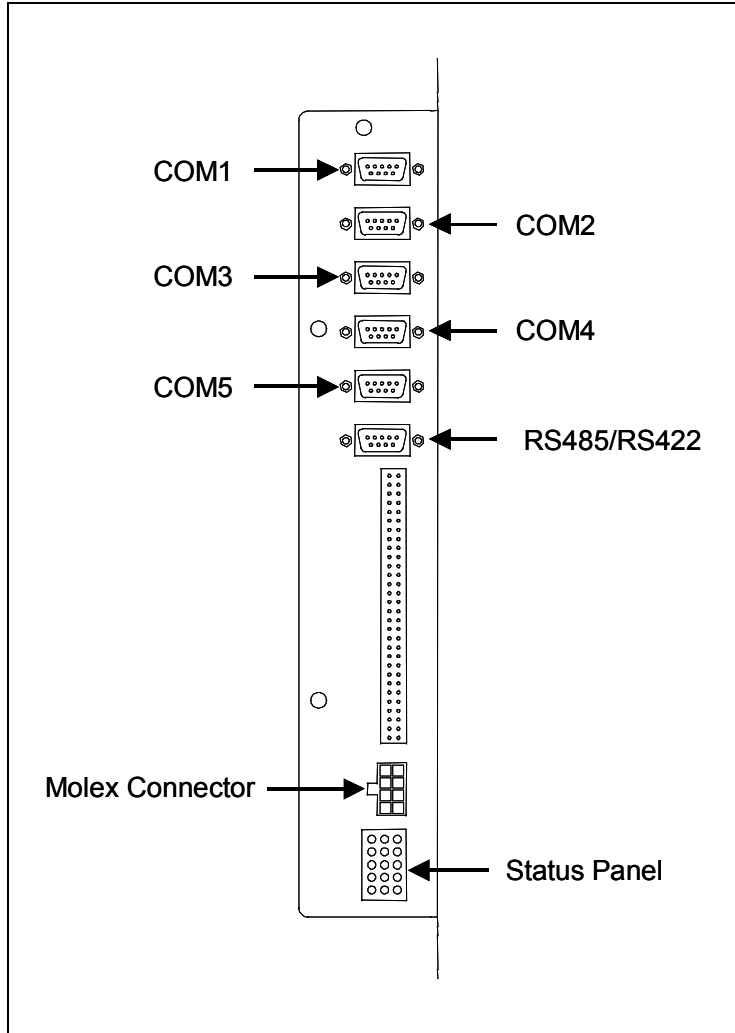 COM1
COM2
COM3
COM4
COM5
RS485/RS422
Molex Connector
Status Panel